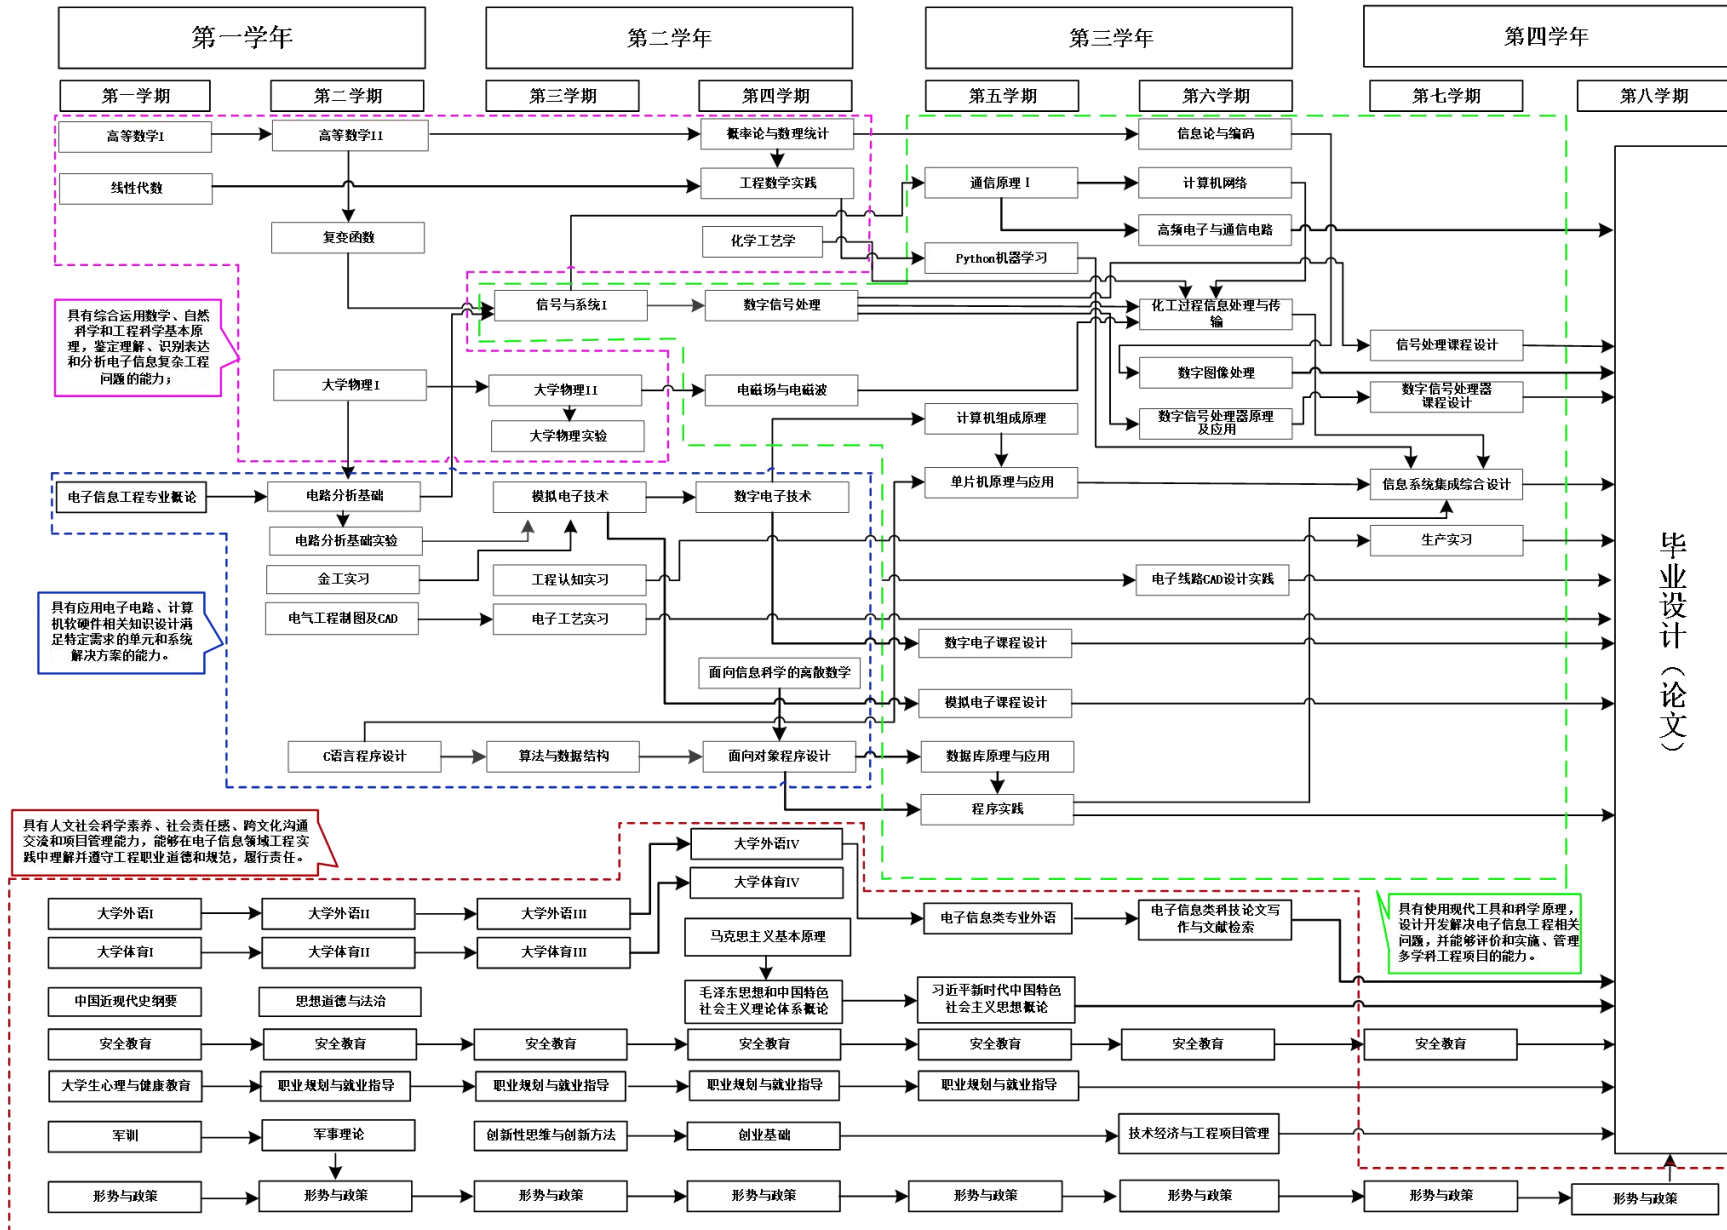 第一学年
第二学年
第三学年
第四学年
第一学期
第二学期
第三学期
第四学期
第五学期
第六学期
第七学期
第八学期
高等数学I
高等数学II
概率论与数理统计
信息论与编码
线性代数
工程数学实践
通信原理 I
计算机网络
复变函数
化学工艺学
高频电子与通信电路
Python机器学习
信号与系统I
数字信号处理
化工过程信息处理与传
输
具有综合运用数学、自然
科学和工程科学基本原
理，鉴定理解、识别表达
和分析电子信息复杂工程
问题的能力；
信号处理课程设计
大学物理I
大学物理II
电磁场与电磁波
数字图像处理
数字信号处理器
课程设计
大学物理实验
计算机组成原理
数字信号处理器原理
及应用
电子信息工程专业概论
电路分析基础
模拟电子技术
数字电子技术
单片机原理与应用
信息系统集成综合设计
电路分析基础实验
生产实习
金工实习
工程认知实习
电子线路CAD设计实践
电气工程制图及CAD
电子工艺实习
具有应用电子电路、计算
机软硬件相关知识设计满
足特定需求的单元和系统
解决方案的能力。
数字电子课程设计
面向信息科学的离散数学
模拟电子课程设计
C语言程序设计
算法与数据结构
面向对象程序设计
数据库原理与应用
程序实践
毕业设计（论文）
具有人文社会科学素养、社会责任感、跨文化沟通
交流和项目管理能力，能够在电子信息领域工程实
践中理解并遵守工程职业道德和规范，履行责任。
大学外语IV
大学体育IV
大学外语I
大学外语II
大学外语III
电子信息类专业外语
电子信息类科技论文写
作与文献检索
具有使用现代工具和科学原理，
设计开发解决电子信息工程相关
问题，并能够评价和实施、管理
多学科工程项目的能力。
大学体育I
大学体育II
大学体育III
马克思主义基本原理
中国近现代史纲要
思想道德与法治
毛泽东思想和中国特色
社会主义理论体系概论
习近平新时代中国特色
社会主义思想概论
安全教育
安全教育
安全教育
安全教育
安全教育
安全教育
安全教育
大学生心理与健康教育
职业规划与就业指导
职业规划与就业指导
职业规划与就业指导
职业规划与就业指导
军训
军事理论
创新性思维与创新方法
创业基础
技术经济与工程项目管理
形势与政策
形势与政策
形势与政策
形势与政策
形势与政策
形势与政策
形势与政策
形势与政策